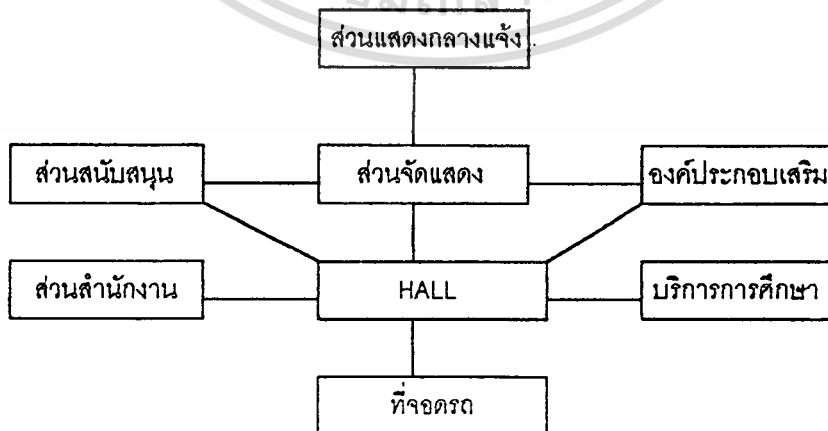 ส่วนแสดงกลางแจ้ง
ส่วนสนับสนุน
ส่วนจัดแสดง
องค์ประกอบเสริม
ส่วนสำนักงาน
HALL
บริการการศึกษา
ที่จอดรถ